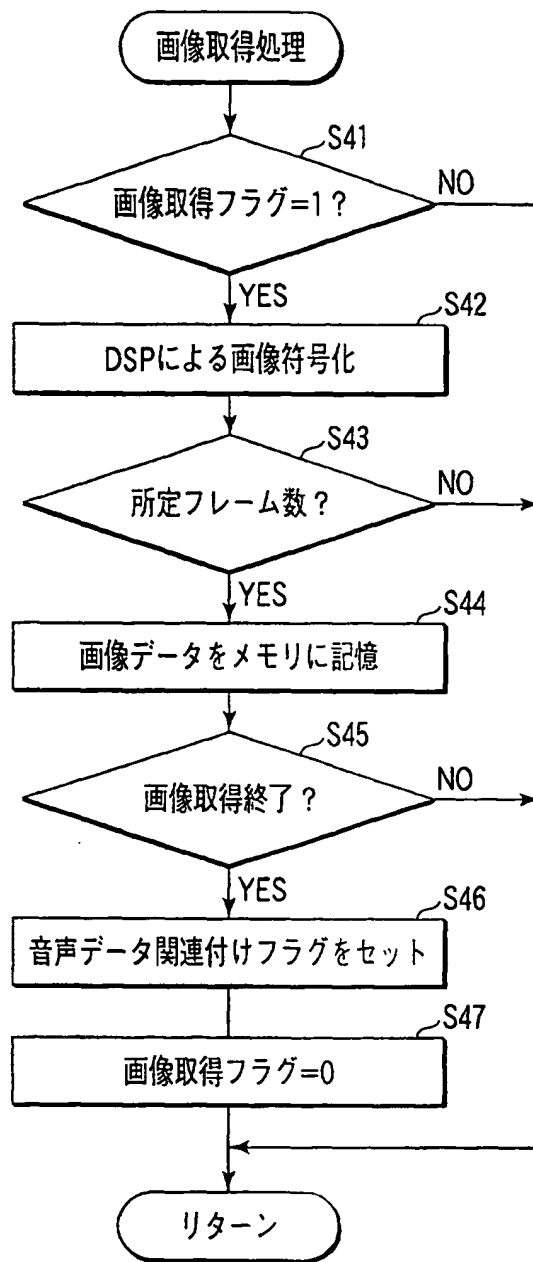 画像取得処理
S41
画像取得フラグ=1?
NO
YES
S42
DSPによる画像符号化
S43
所定フレーム数?
NO
YES
S44
画像データをメモリに記憶
S45
画像取得終了?
NO
YES
S46
音声データ関連付けフラグをセット
S47
画像取得フラグ=0
リターン